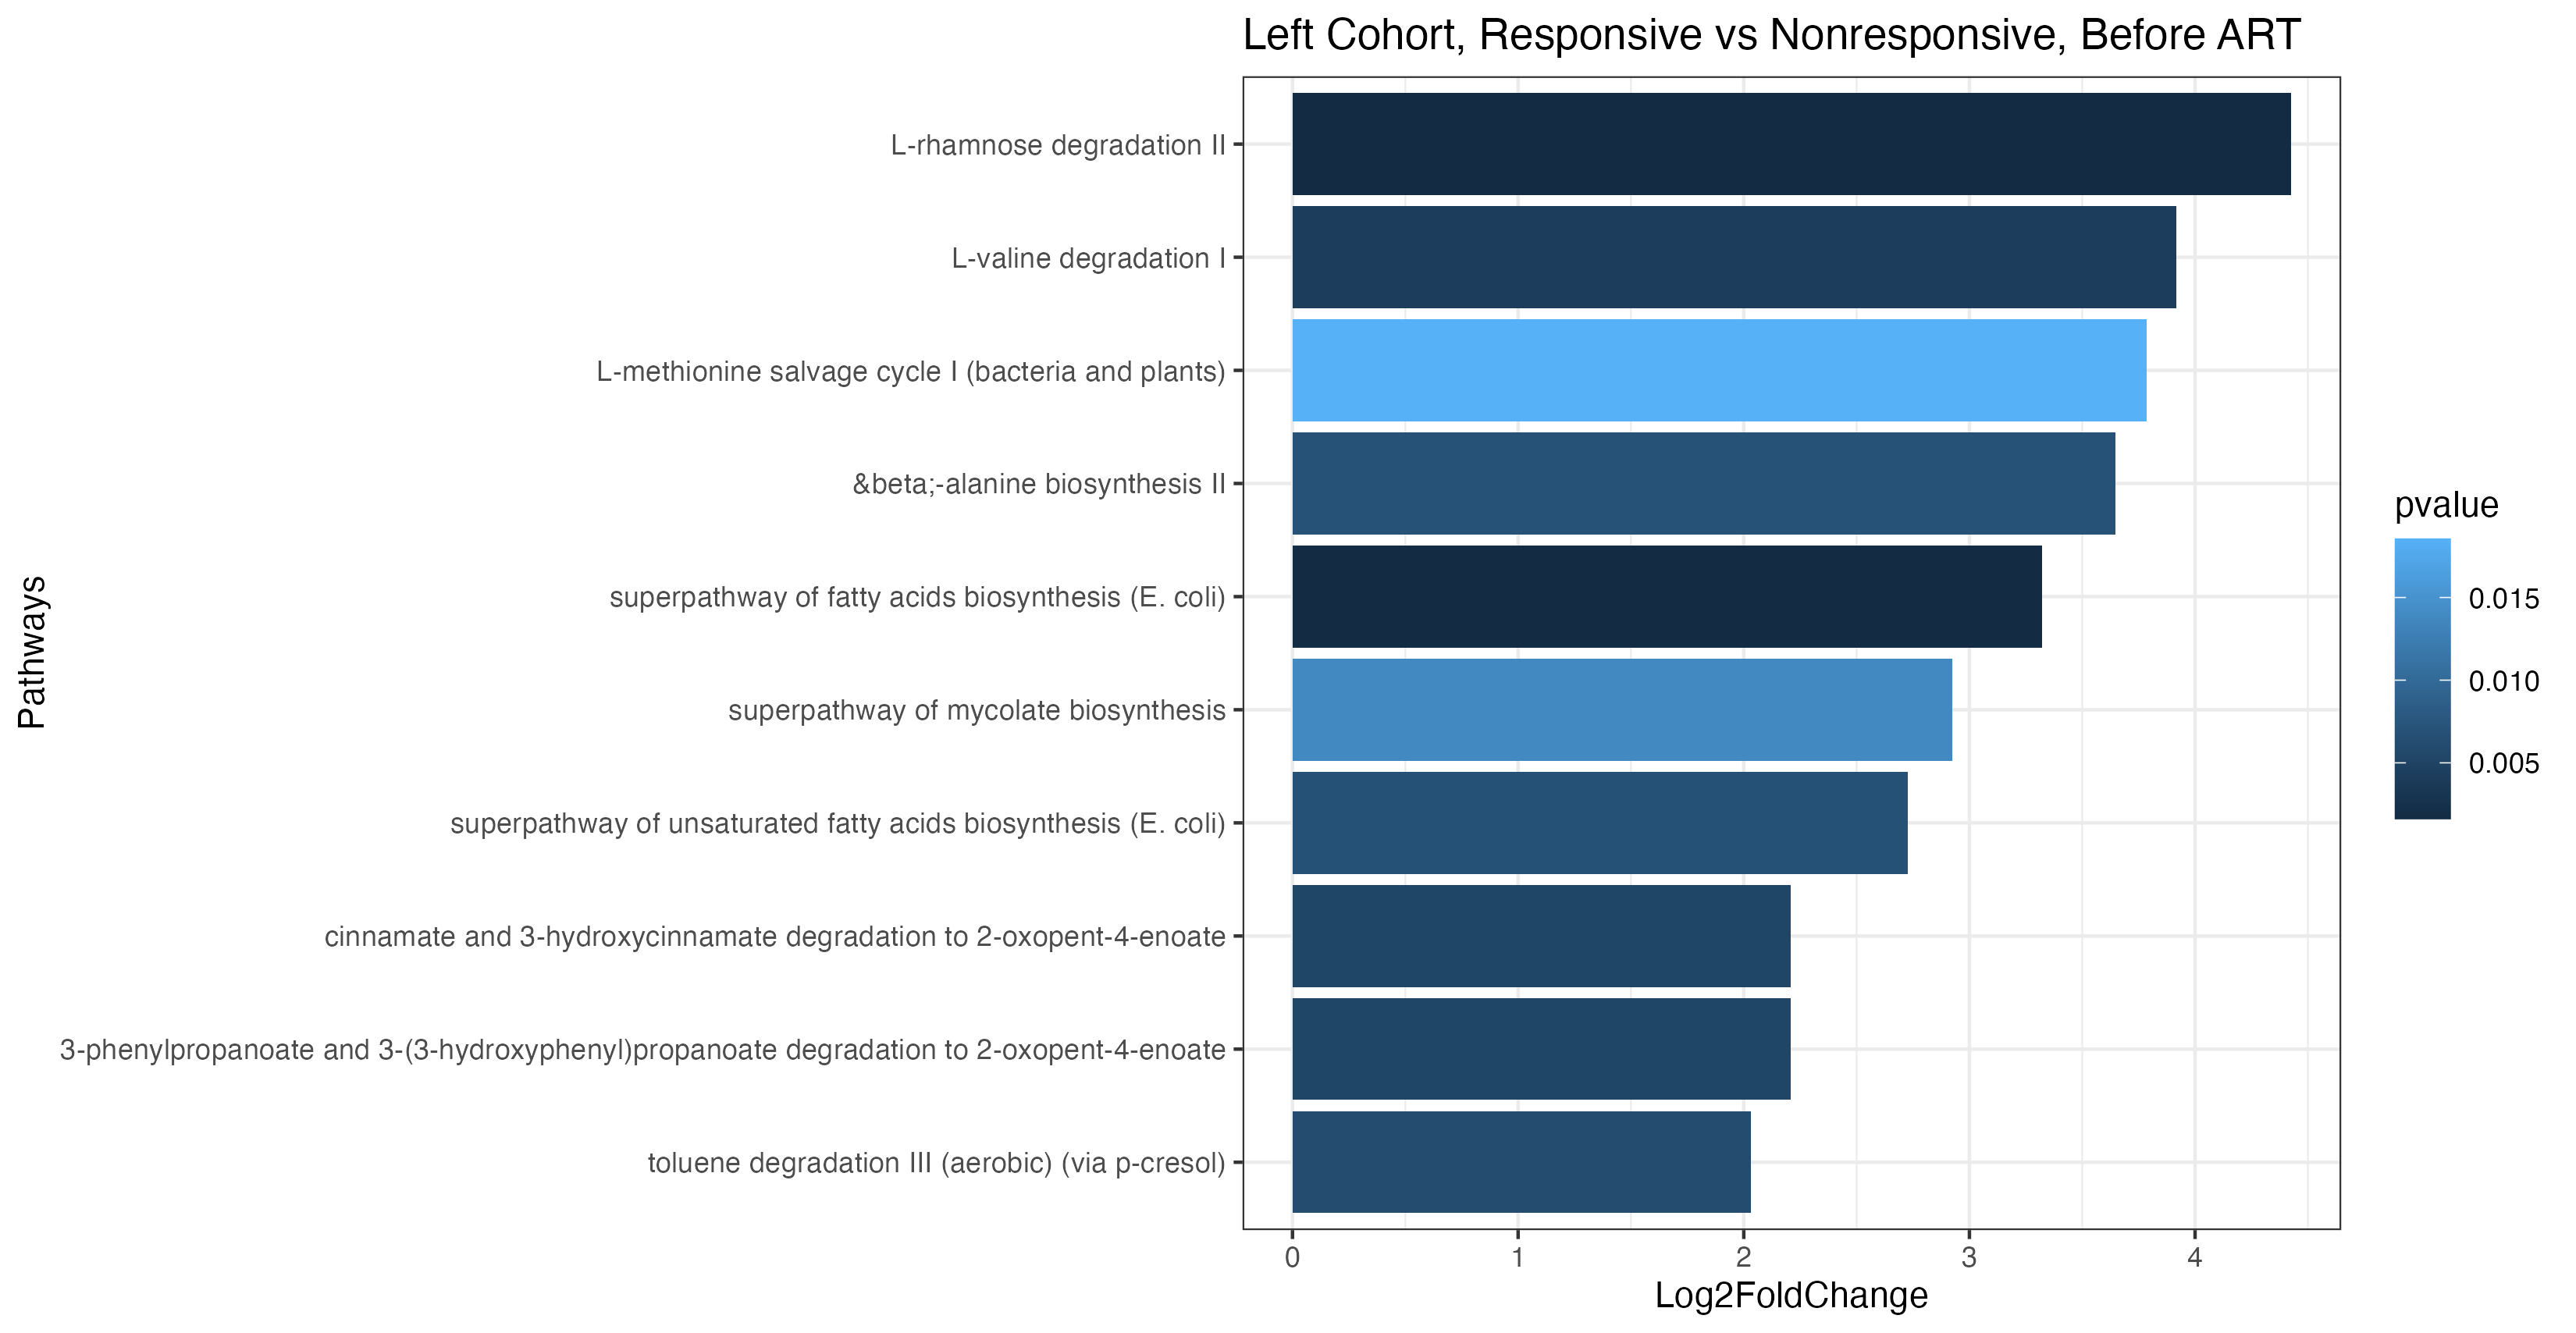 Left Cohort, Responsive vs Nonresponsive, Before ART
Pathways
L-rhamnose degradation II
L-valine degradation I
L-methionine salvage cycle I (bacteria and plants)
&beta;-alanine biosynthesis II
superpathway of fatty acids biosynthesis (E. coli)
superpathway of mycolate biosynthesis
superpathway of unsaturated fatty acids biosynthesis (E. coli)
cinnamate and 3-hydroxycinnamate degradation to 2-oxopent-4-enoate
3-phenylpropanoate and 3-(3-hydroxyphenyl)propanoate degradation to 2-oxopent-4-enoate
toluene degradation III (aerobic) (via p-cresol)
0 1 2 3 4
Log2FoldChange
pvalue
0.015
0.010
0.005